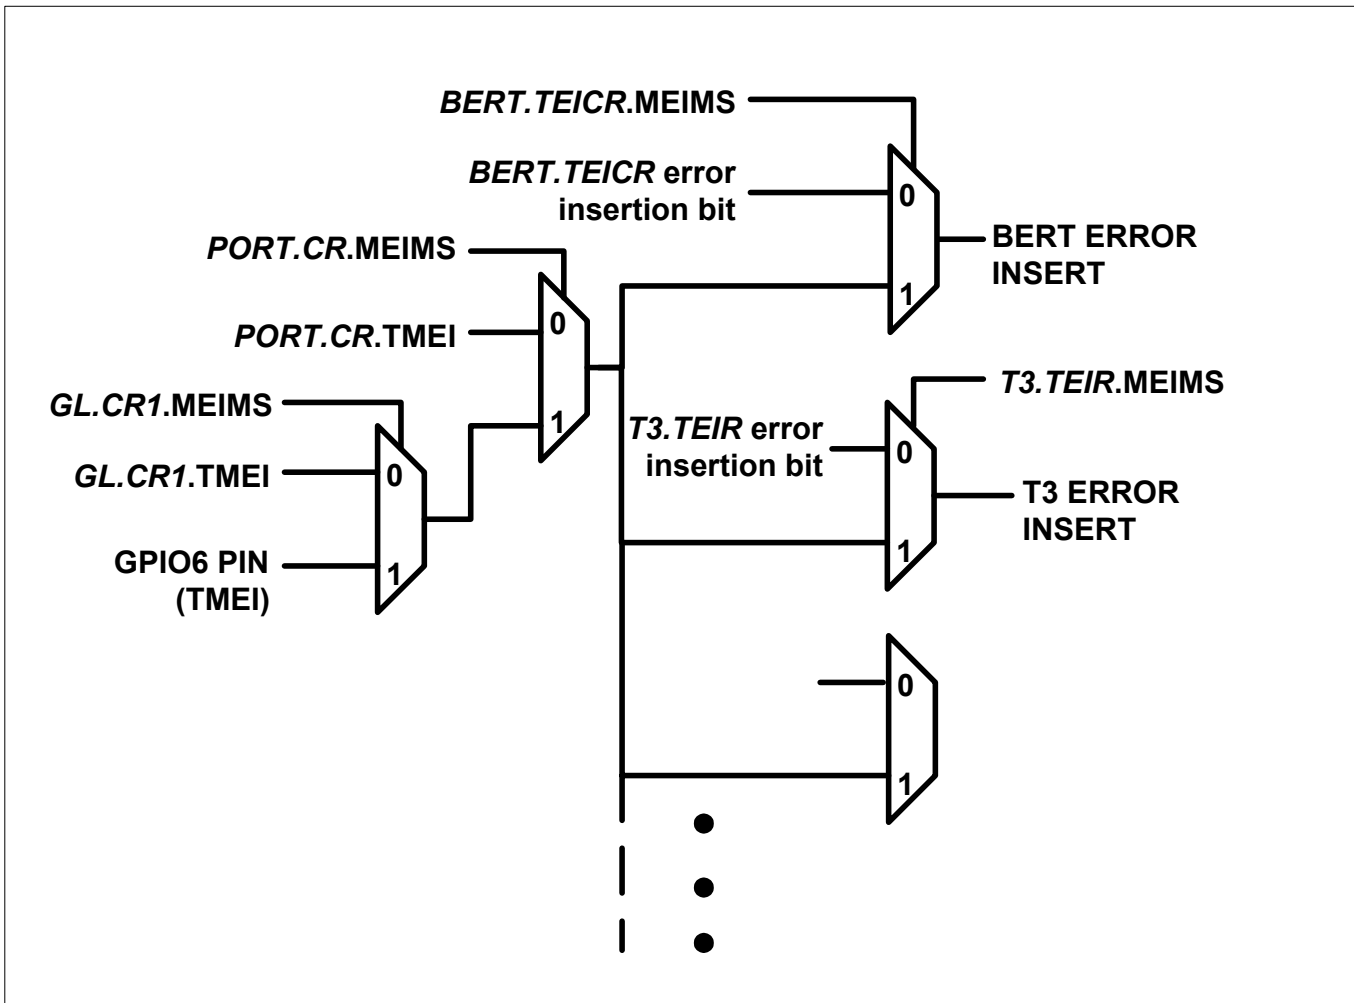 BERT.TEICR.MEIMS
BERT.TEICR error
insertion bit
0
BERT ERROR
INSERT
1
PORT.CR.MEIMS
0
PORT.CR.TMEI
1
GL.CR1.MEIMS
0
GL.CR1.TMEI
GPIO6 PIN
(TMEI)
1
T3.TEIR.MEIMS
T3.TEIR error
insertion bit
0
T3 ERROR
INSERT
1
0
1